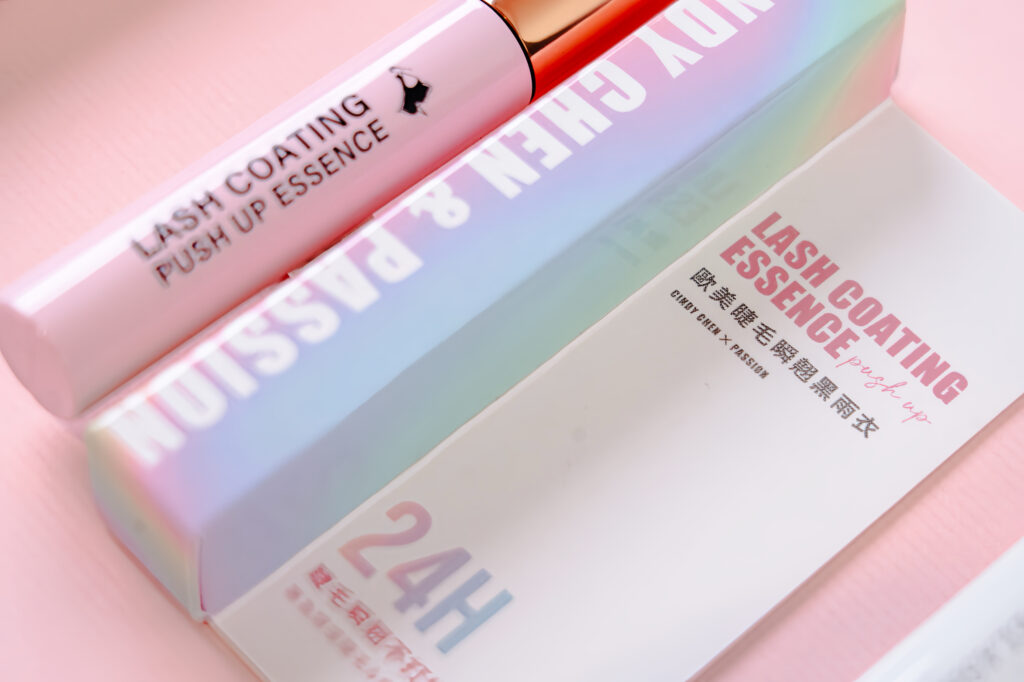 LASH COATING
PUSH UP ESSENCE
NDY CHEN & PASSION
LASH COATING
ESSENCE
push up
歐美睫毛瞬翹黑雨衣
CINDY CHEN × PASSION
24H